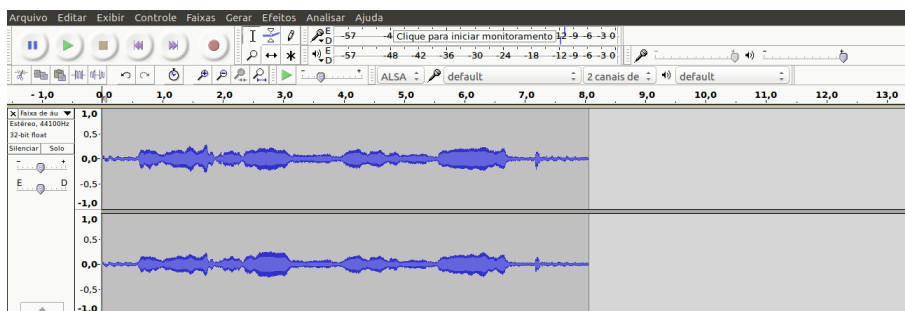 Arquivo Editar Exibir Controle Faixas Gerar Efeitos Analisar Ajuda
E D -57 -4 Clique para iniciar monitoramento 12 -9 -6 -3 0
E D -57 -48 -42 -36 -30 -24 -18 -12 -9 -6 -3 0
ALSA default 2 canais de default
- 1,0 0,0 1,0 2,0 3,0 4,0 5,0 6,0 7,0 8,0 9,0 10,0 11,0 12,0 13,0
X Faixa de áu 1,0
Estéreo, 44100Hz
32-bit float 0,5
Silenciar Solo
- + 0,0
E D -0,5
-1,0
1,0
0,5
0,0
-0,5
-1,0